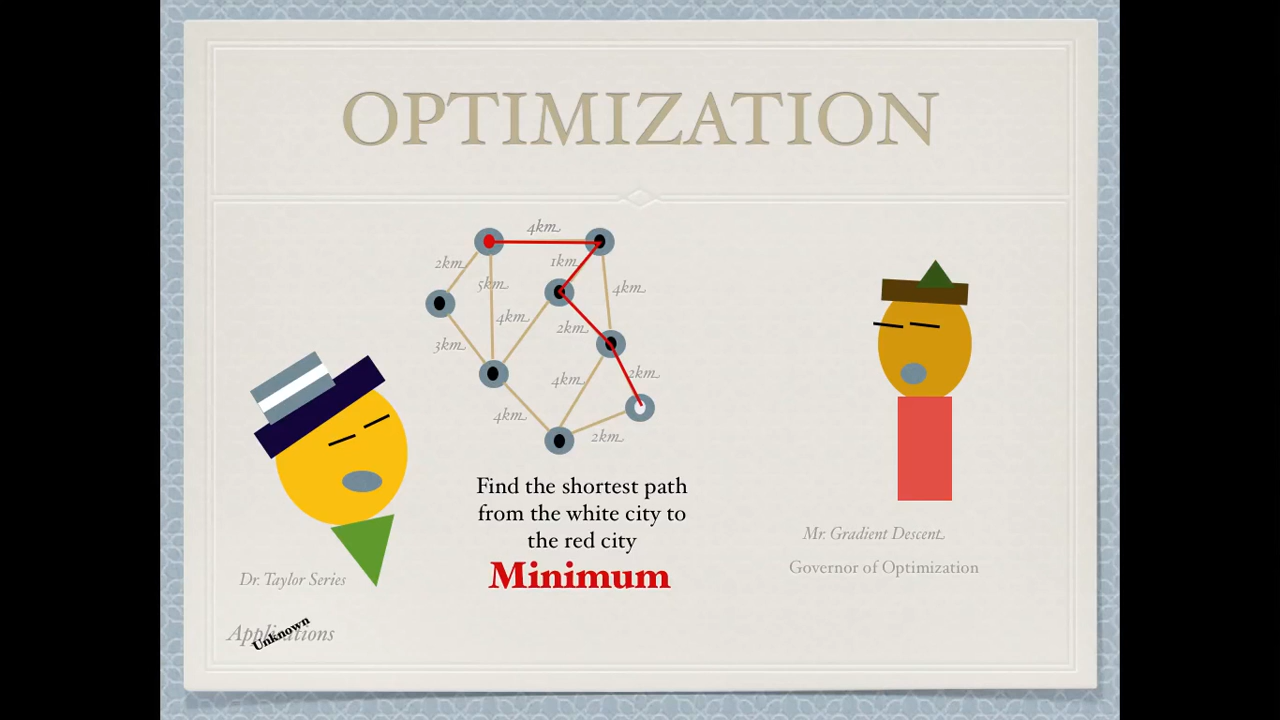 OPTIMIZATION
4km
2km
1km
5km
4km
4km
2km
3km
2km
4km
4km
2km
Find the shortest path
from the white city to
the red city
Minimum
Mr. Gradient Descent
Governor of Optimization
Dr. Taylor Series
Applications
Unknown